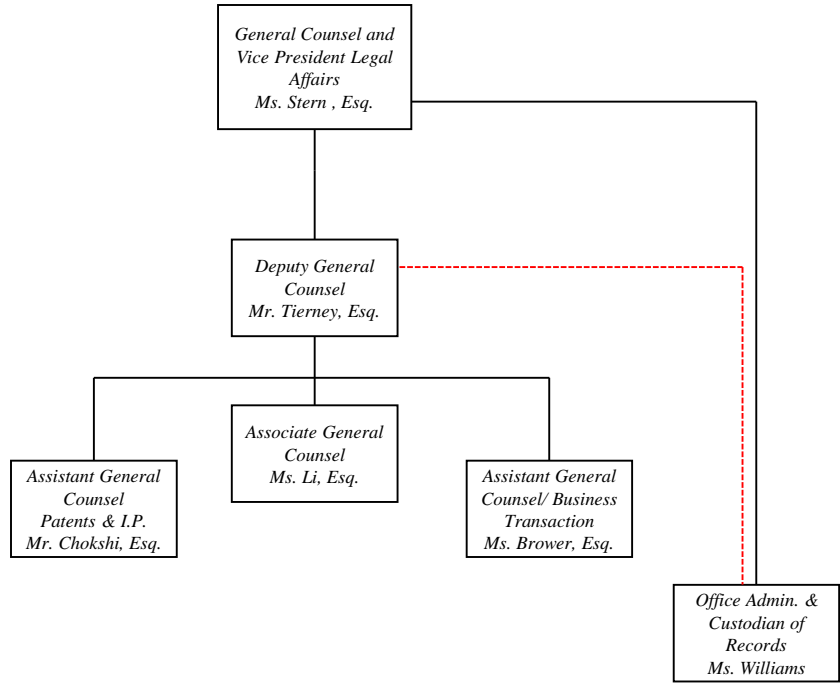 General Counsel and
Vice President Legal
Affairs
Ms. Stern , Esq.
Deputy General
Counsel
Mr. Tierney, Esq.
Associate General
Counsel
Ms. Li, Esq.
Assistant General
Counsel
Patents & I.P.
Mr. Chokshi, Esq.
Assistant General
Counsel/ Business
Transaction
Ms. Brower, Esq.
Office Admin. &
Custodian of
Records
Ms. Williams